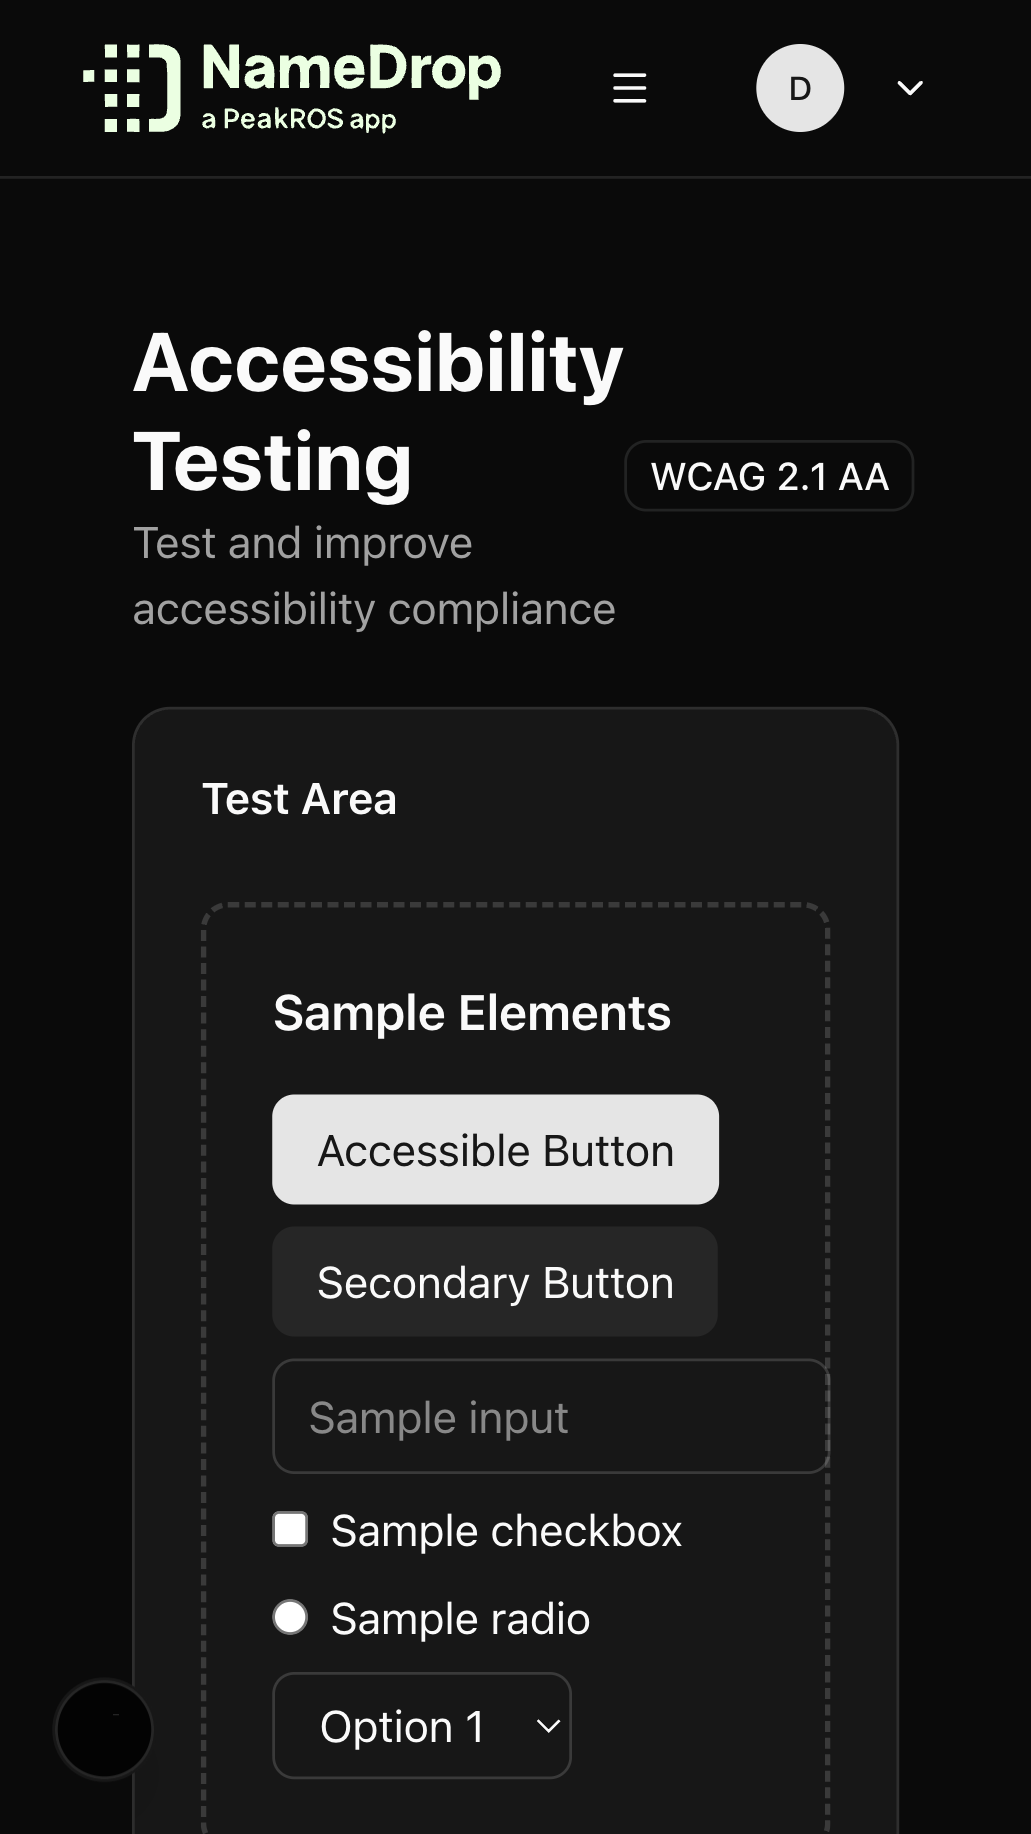 NameDrop
a PeakROS app
D
Accessibility
Testing
WCAG 2.1 AA
Test and improve
accessibility compliance
Test Area
Sample Elements
Accessible Button
Secondary Button
Sample input
Sample checkbox
Sample radio
Option 1